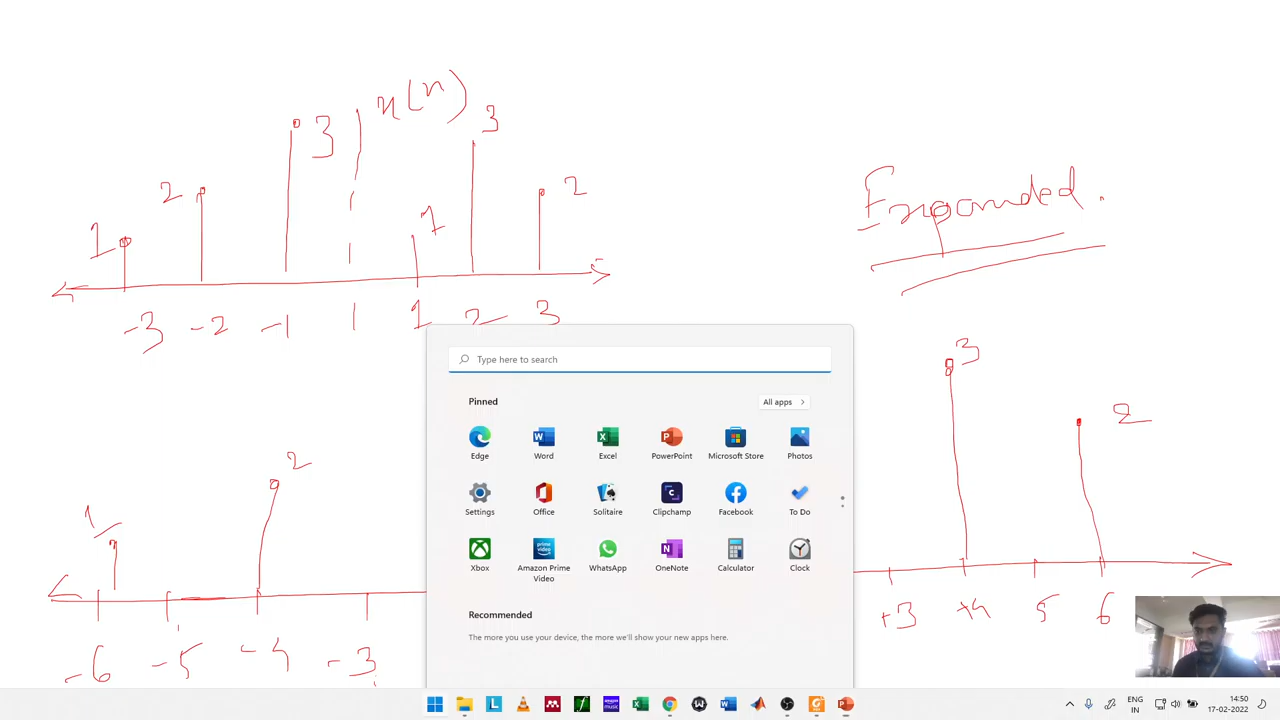 x(n)
3
3
2
2
1
1
-3 -2 -1 1 1 2 3
Expanded.
Type here to search
Pinned
All apps
Edge Word Excel PowerPoint Microsoft Store Photos
Settings Office Solitaire Clipchamp Facebook To Do
Xbox Amazon Prime Video WhatsApp OneNote Calculator Clock
Recommended
The more you use your device, the more we'll show your new apps here.
3
2
2
1
-6 -5 -4 -3
+3 +4 5 6
ENG
IN
14:50
17-02-2022